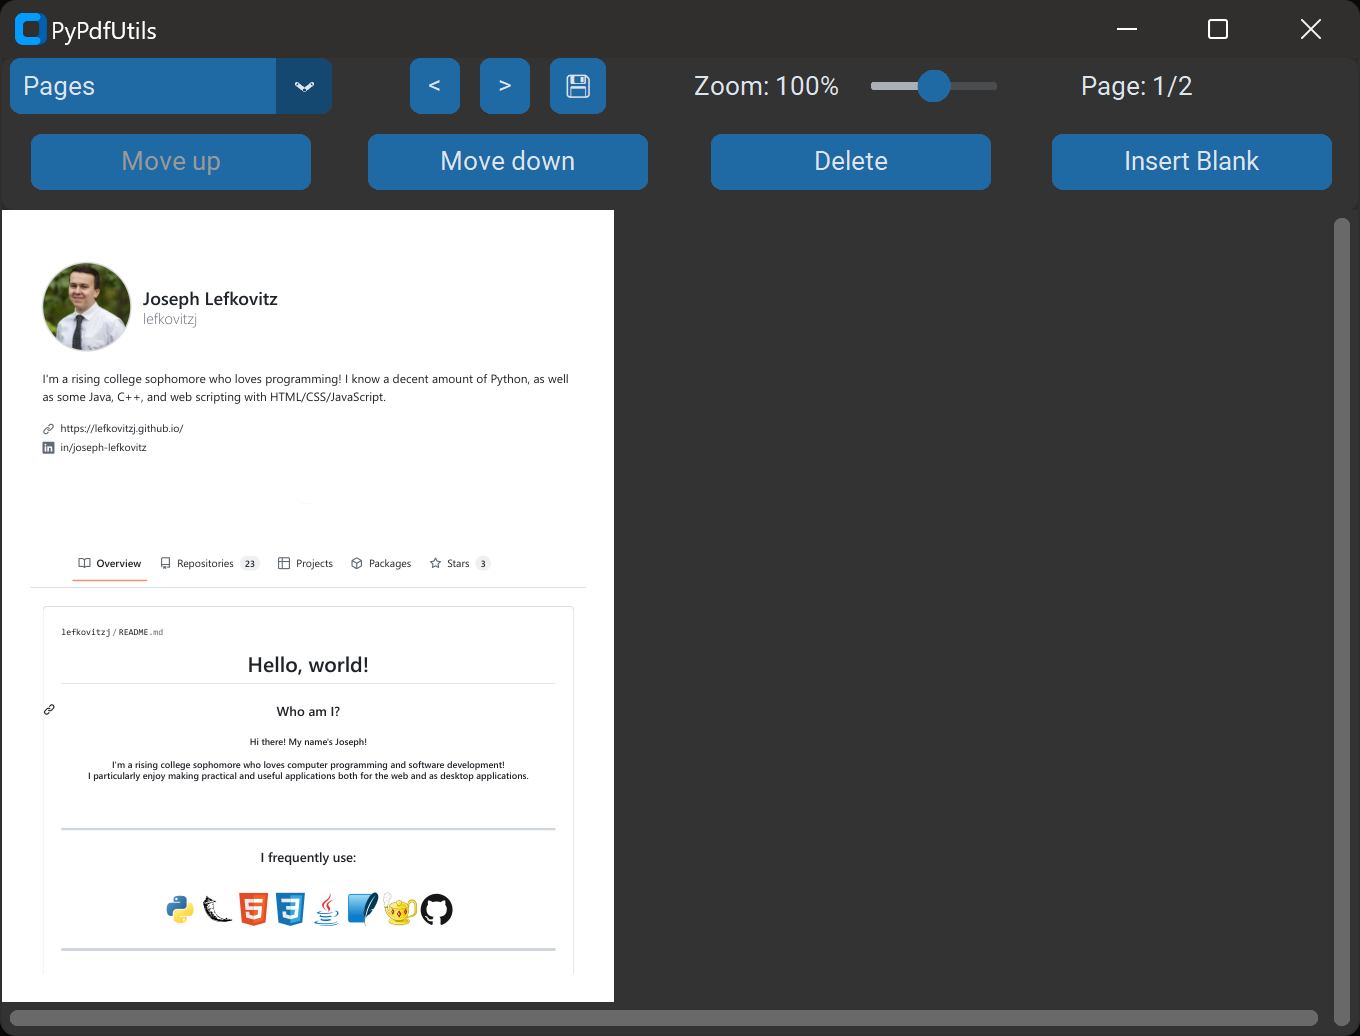 PyPdfUtils
Pages
<
>
Zoom: 100%
Page: 1/2
Move up
Move down
Delete
Insert Blank
Joseph Lefkovitz
lefkovitzj
I'm a rising college sophomore who loves programming! I know a decent amount of Python, as well
as some Java, C++, and web scripting with HTML/CSS/JavaScript.
https://lefkovitzj.github.io/
in/joseph-lefkovitz
Overview Repositories 23 Projects Packages Stars 3
lefkovitzj/README.md
Hello, world!
Who am I?
Hi there! My name's Joseph!
I'm a rising college sophomore who loves computer programming and software development!
I particularly enjoy making practical and useful applications both for the web and as desktop applications.
I frequently use: